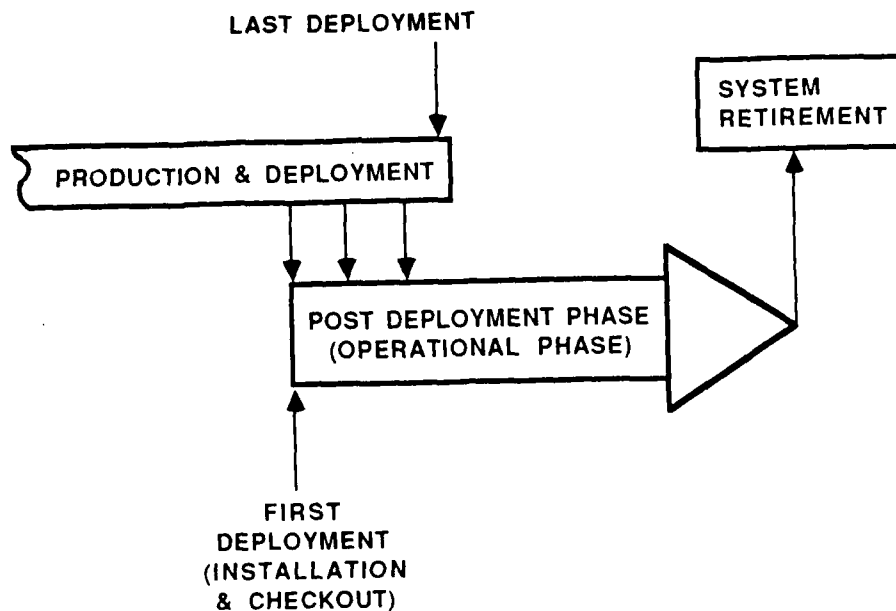 LAST DEPLOYMENT
SYSTEM
RETIREMENT
PRODUCTION & DEPLOYMENT
POST DEPLOYMENT PHASE
(OPERATIONAL PHASE)
FIRST
DEPLOYMENT
(INSTALLATION
& CHECKOUT)